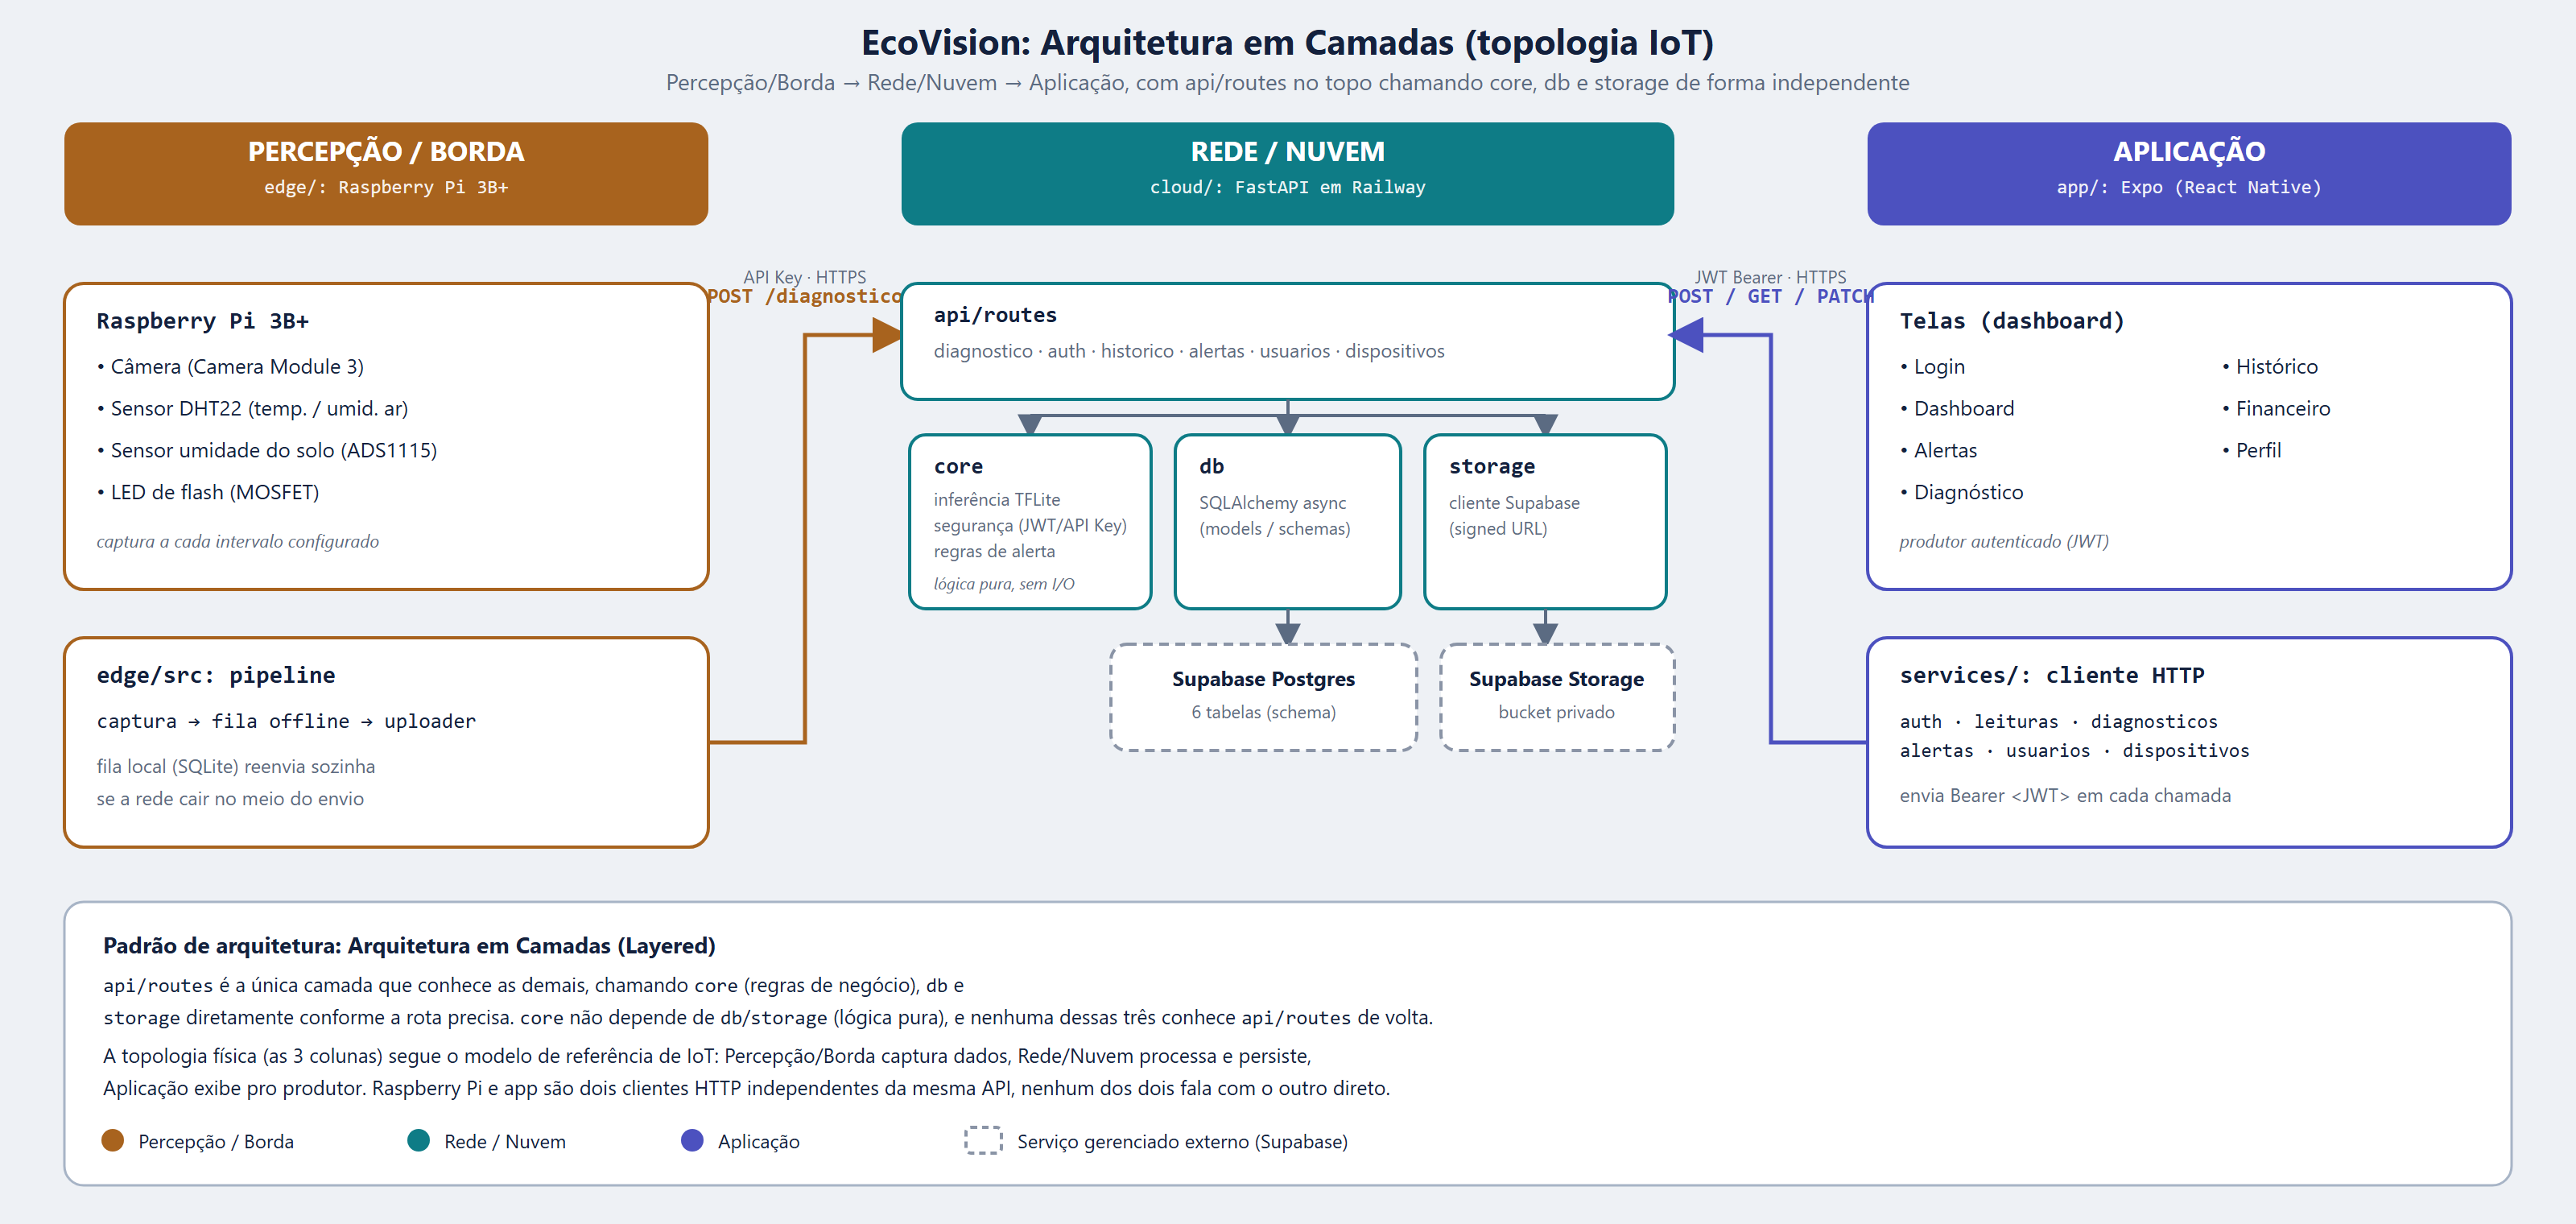 EcoVision: Arquitetura em Camadas (topologia IoT)
Percepção/Borda → Rede/Nuvem → Aplicação, com api/routes no topo chamando core, db e storage de forma independente
PERCEPÇÃO / BORDA
edge/: Raspberry Pi 3B+
REDE / NUVEM
cloud/: FastAPI em Railway
APLICAÇÃO
app/: Expo (React Native)
Raspberry Pi 3B+
• Câmera (Camera Module 3)
• Sensor DHT22 (temp. / umid. ar)
• Sensor umidade do solo (ADS1115)
• LED de flash (MOSFET)
captura a cada intervalo configurado
edge/src: pipeline
captura → fila offline → uploader
fila local (SQLite) reenvia sozinha
se a rede cair no meio do envio
API Key · HTTPS
POST /diagnostico
api/routes
diagnostico · auth · historico · alertas · usuarios · dispositivos
core
inferência TFLite
segurança (JWT/API Key)
regras de alerta
lógica pura, sem I/O
db
SQLAlchemy async
(models / schemas)
storage
cliente Supabase
(signed URL)
Supabase Postgres
6 tabelas (schema)
Supabase Storage
bucket privado
JWT Bearer · HTTPS
POST / GET / PATCH
Telas (dashboard)
• Login
• Dashboard
• Alertas
• Diagnóstico
• Histórico
• Financeiro
• Perfil
produtor autenticado (JWT)
services/: cliente HTTP
auth · leituras · diagnosticos
alertas · usuarios · dispositivos
envia Bearer <JWT> em cada chamada
Padrão de arquitetura: Arquitetura em Camadas (Layered)
api/routes é a única camada que conhece as demais, chamando core (regras de negócio), db e
storage diretamente conforme a rota precisa. core não depende de db/storage (lógica pura), e nenhuma dessas três conhece api/routes de volta.
A topologia física (as 3 colunas) segue o modelo de referência de IoT: Percepção/Borda captura dados, Rede/Nuvem processa e persiste,
Aplicação exibe pro produtor. Raspberry Pi e app são dois clientes HTTP independentes da mesma API, nenhum dos dois fala com o outro direto.
Percepção / Borda
Rede / Nuvem
Aplicação
Serviço gerenciado externo (Supabase)